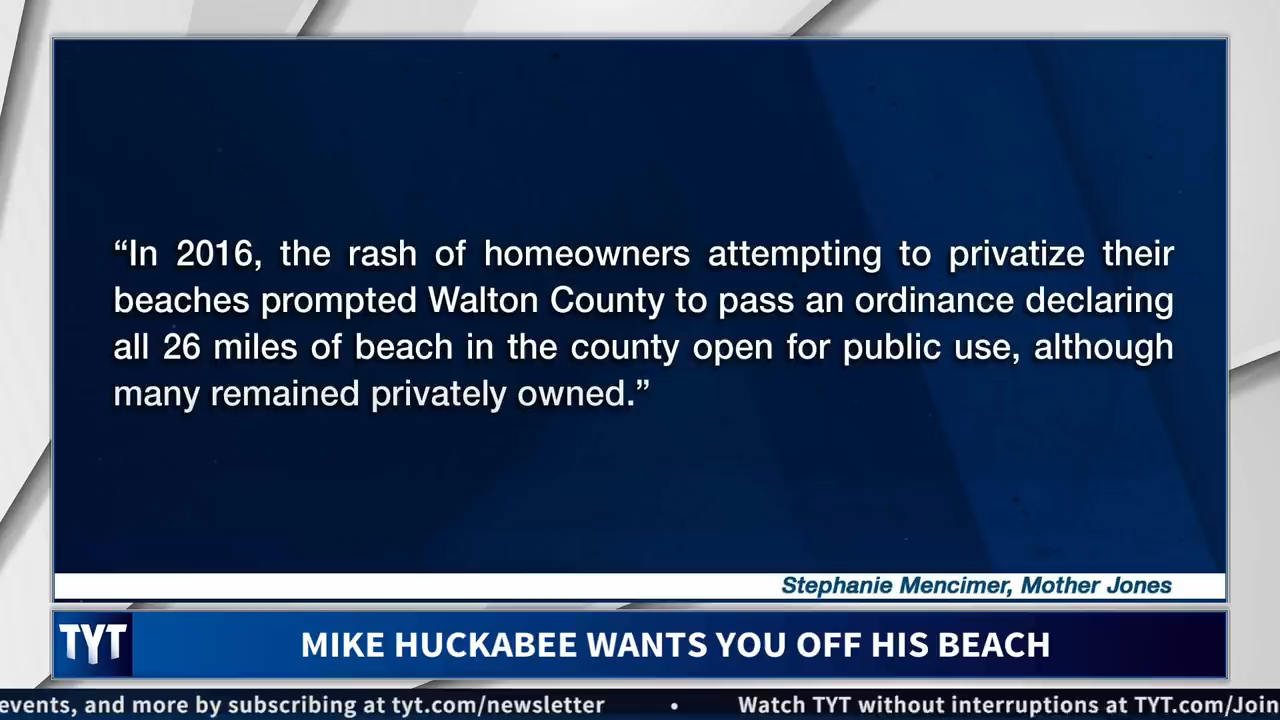 “In 2016, the rash of homeowners attempting to privatize their
beaches prompted Walton County to pass an ordinance declaring
all 26 miles of beach in the county open for public use, although
many remained privately owned.”
Stephanie Mencimer, Mother Jones
TYT
MIKE HUCKABEE WANTS YOU OFF HIS BEACH
events, and more by subscribing at tyt.com/newsletter • Watch TYT without interruptions at TYT.com/Join